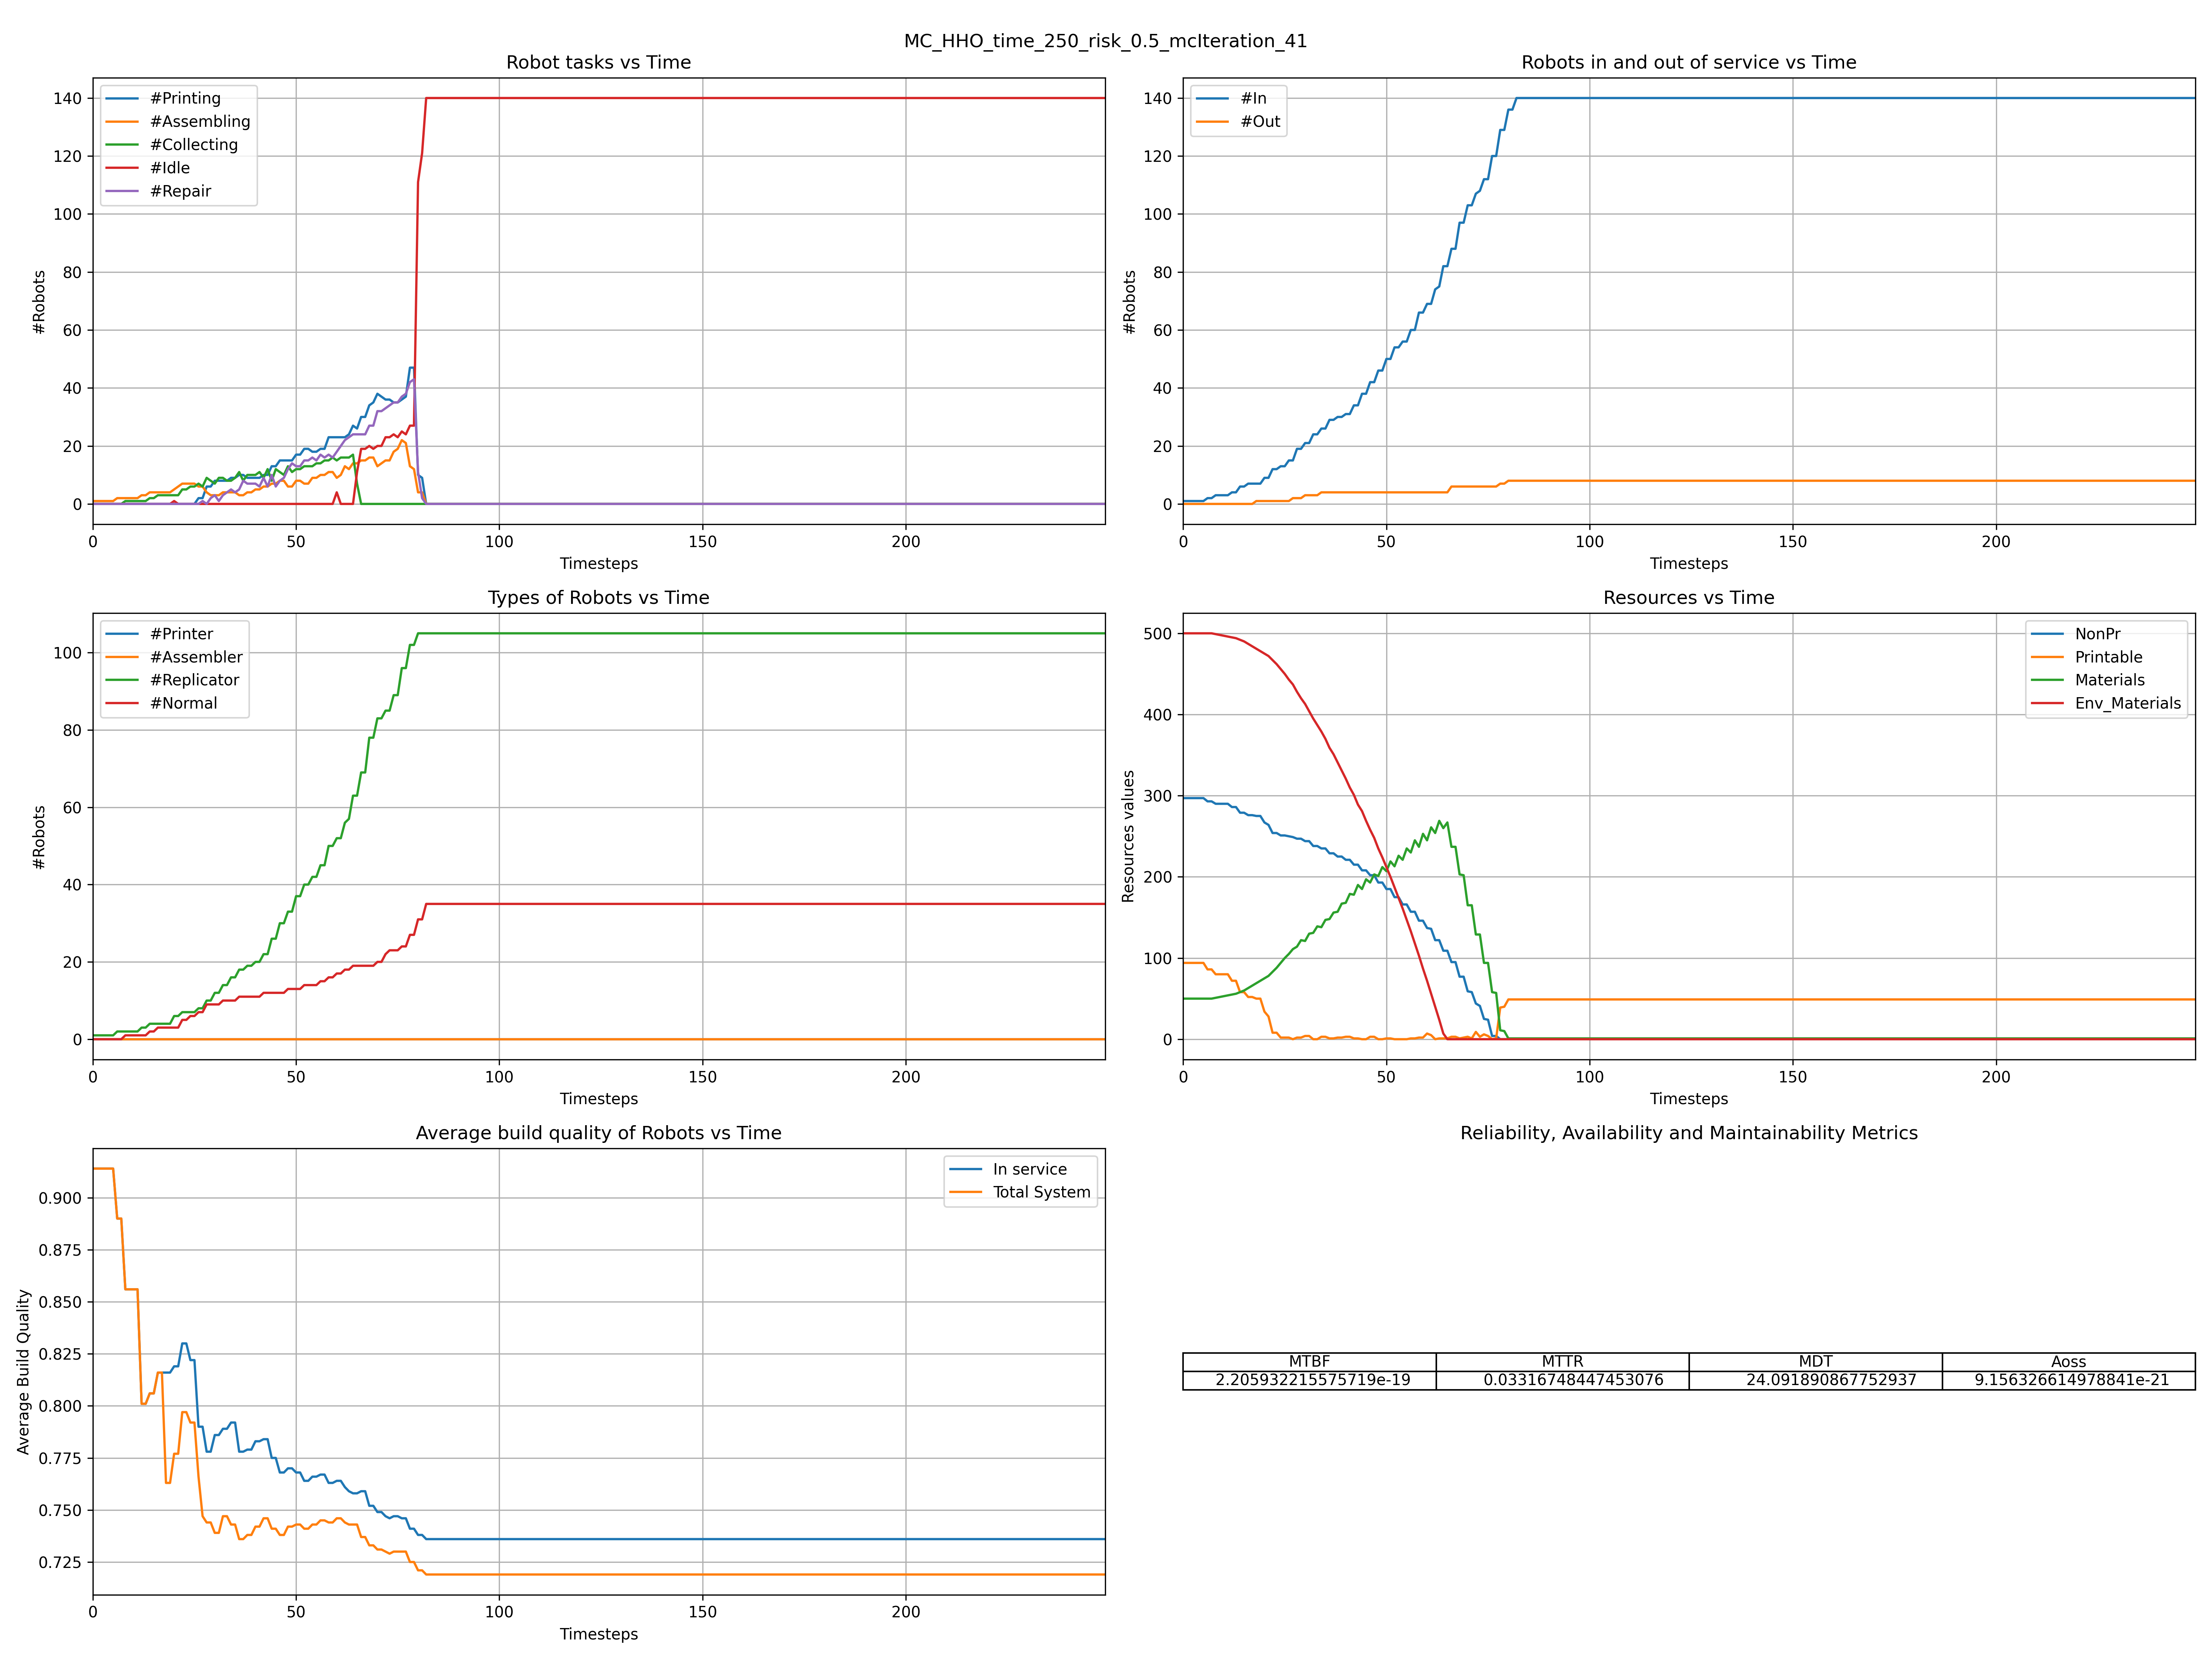 MC_HHO_time_250_risk_0.5_mcIteration_41
Robot tasks vs Time
#Printing
#Assembling
#Collecting
#Idle
#Repair
140
120
100
80
60
40
20
0
#Robots
0 50 100 150 200
Timesteps
Robots in and out of service vs Time
#In
#Out
140
120
100
80
60
40
20
0
#Robots
0 50 100 150 200
Timesteps
Types of Robots vs Time
#Printer
#Assembler
#Replicator
#Normal
100
80
60
40
20
0
#Robots
0 50 100 150 200
Timesteps
Resources vs Time
NonPr
Printable
Materials
Env_Materials
500
400
300
200
100
0
Resources values
0 50 100 150 200
Timesteps
Average build quality of Robots vs Time
In service
Total System
0.900
0.875
0.850
0.825
0.800
0.775
0.750
0.725
Average Build Quality
0 50 100 150 200
Timesteps
Reliability, Availability and Maintainability Metrics
MTBF MTTR MDT Aoss
2.205932215575719e-19 0.03316748447453076 24.091890867752937 9.156326614978841e-21